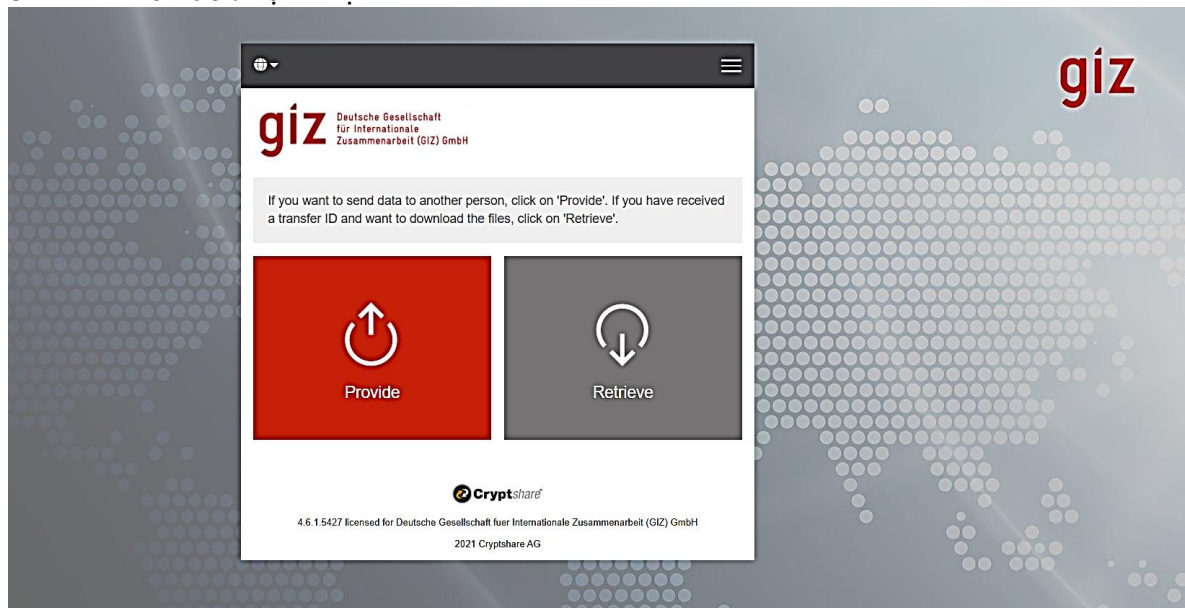 giz
giz Deutsche Gesellschaft
für Internationale
Zusammenarbeit (GIZ) GmbH
If you want to send data to another person, click on 'Provide'. If you have received
a transfer ID and want to download the files, click on 'Retrieve'.
Provide
Retrieve
Cryptshare
4.6.1.5427 licensed for Deutsche Gesellschaft fuer Internationale Zusammenarbeit (GIZ) GmbH
2021 Cryptshare AG